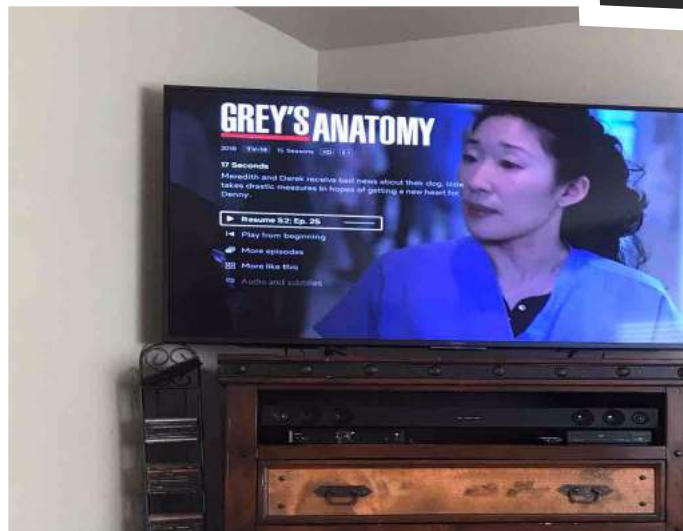 GREY'S ANATOMY
2018 TV-14 15 Seasons HD 5.1
17 Seconds
Meredith and Derek receive bad news about their dog. Izzie
takes drastic measures in hopes of getting a new heart for
Denny.
Resume S2: Ep. 25
Play from beginning
More episodes
More like this
Audio and subtitles